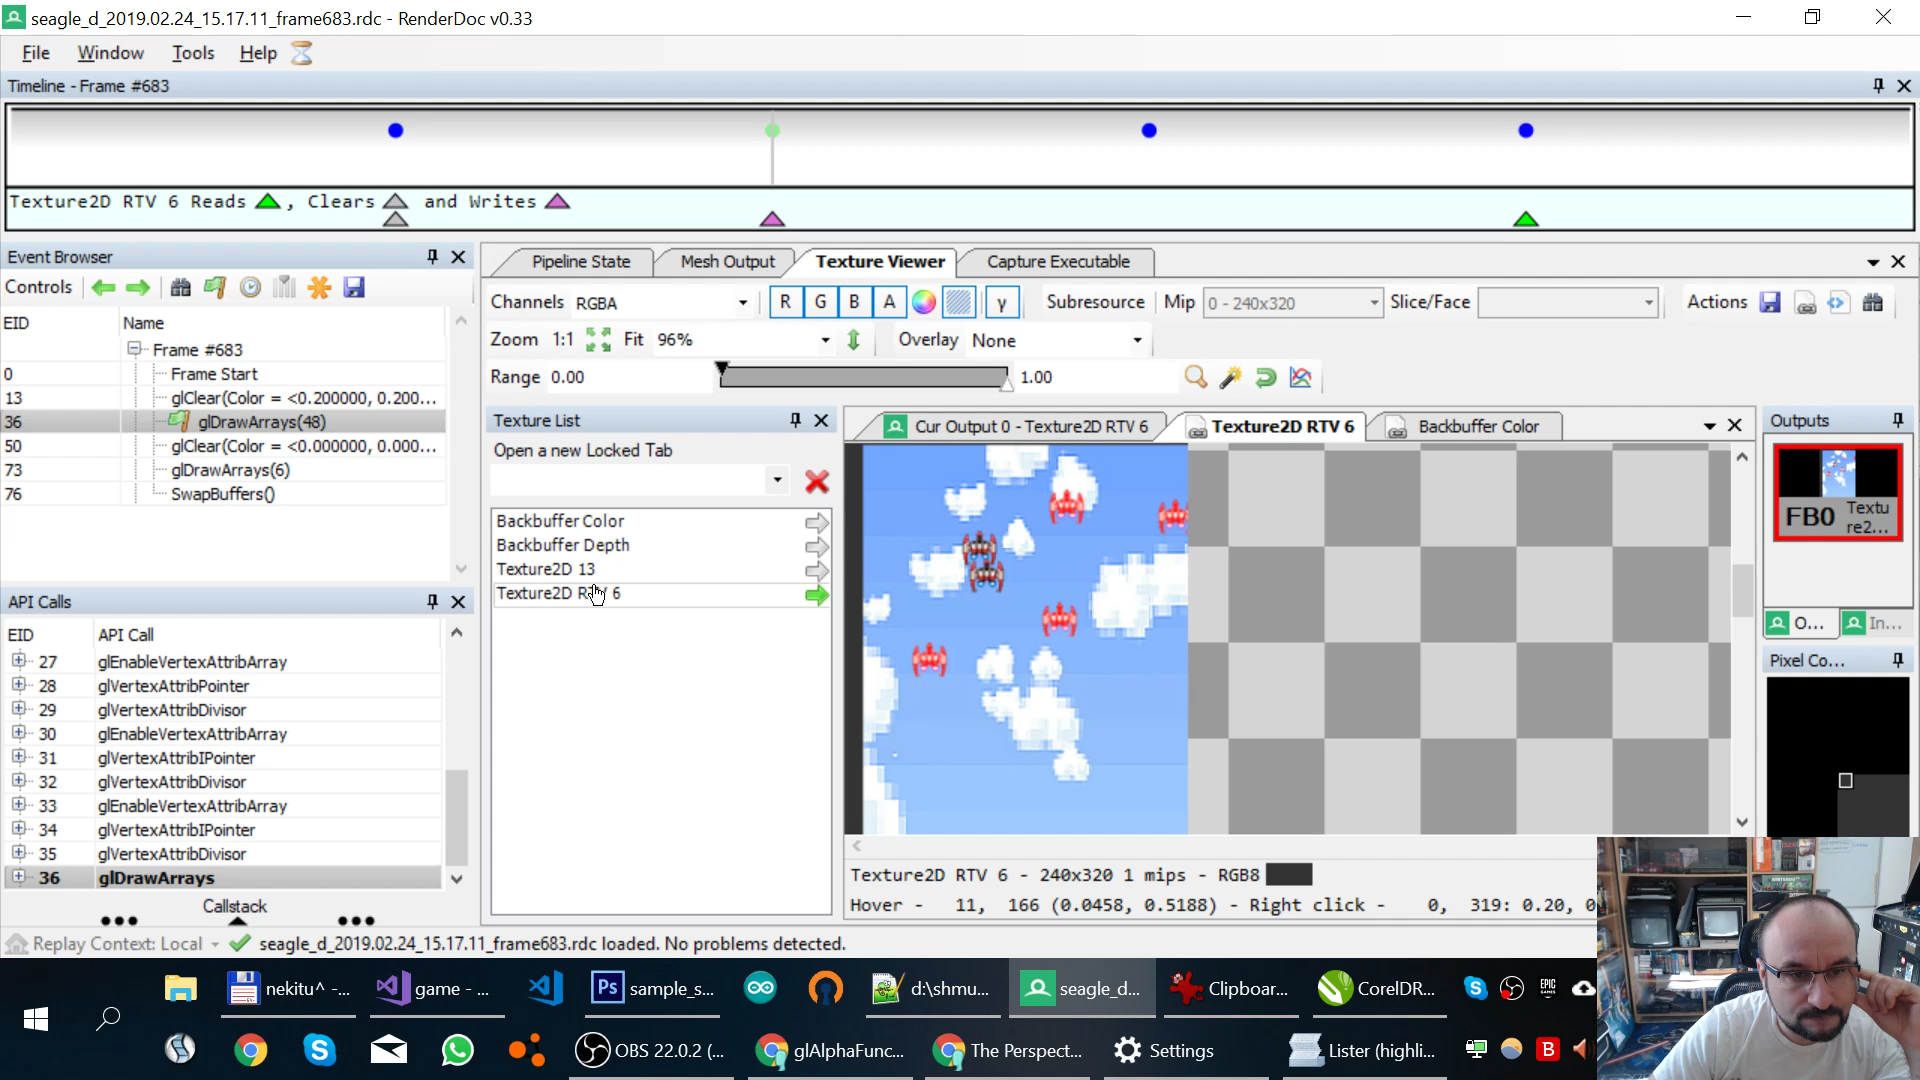 seagle_d_2019.02.24_15.17.11_frame683.rdc - RenderDoc v0.33
File Window Tools Help
Timeline - Frame #683
Texture2D RTV 6 Reads , Clears and Writes
Event Browser
Controls
EID Name
Frame #683
0 Frame Start
13 glClear(Color = <0.200000, 0.200...
36 glDrawArrays(48)
50 glClear(Color = <0.000000, 0.000...
73 glDrawArrays(6)
76 SwapBuffers()
API Calls
EID API Call
27 glEnableVertexAttribArray
28 glVertexAttribPointer
29 glVertexAttribDivisor
30 glEnableVertexAttribArray
31 glVertexAttribIPointer
32 glVertexAttribDivisor
33 glEnableVertexAttribArray
34 glVertexAttribIPointer
35 glVertexAttribDivisor
36 glDrawArrays
Callstack
Pipeline State Mesh Output Texture Viewer Capture Executable
Channels RGBA R G B A γ Subresource Mip 0 - 240x320 Slice/Face Actions
Zoom 1:1 Fit 96% Overlay None
Range 0.00 1.00
Texture List
Open a new Locked Tab
Backbuffer Color
Backbuffer Depth
Texture2D 13
Texture2D RTV 6
Cur Output 0 - Texture2D RTV 6 Texture2D RTV 6 Backbuffer Color
Texture2D RTV 6 - 240x320 1 mips - RGB8
Hover - 11, 166 (0.0458, 0.5188) - Right click - 0, 319: 0.20, 0
Outputs
FB0 Textu
re2...
O... In...
Pixel Co...
Replay Context: Local seagle_d_2019.02.24_15.17.11_frame683.rdc loaded. No problems detected.
nekitu^ -... game - ... Ps sample_s... d:\shmu... seagle_d... Clipboar... CorelDR... EPIC GAMES
OBS 22.0.2 (... glAlphaFunc... The Perspect... Settings Lister (highli... B